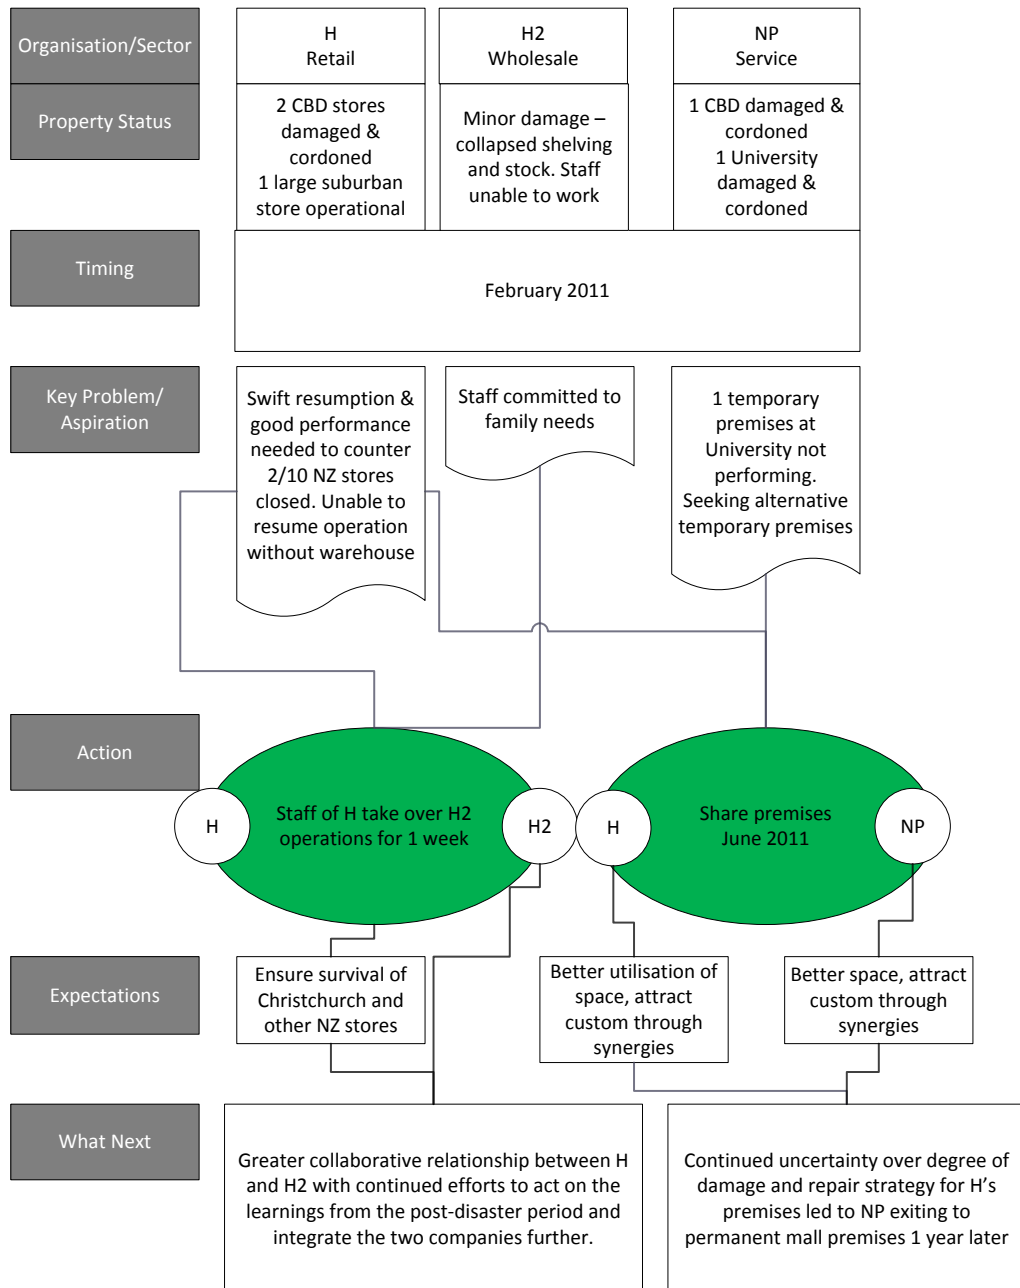 Organisation/Sector
H
Retail
H2
Wholesale
NP
Service
Property Status
2 CBD stores
damaged &
cordoned
1 large suburban
store operational
Minor damage –
collapsed shelving
and stock. Staff
unable to work
1 CBD damaged &
cordoned
1 University
damaged &
cordoned
Timing
February 2011
Key Problem/
Aspiration
Swift resumption &
good performance
needed to counter
2/10 NZ stores
closed. Unable to
resume operation
without warehouse
Staff committed to
family needs
1 temporary
premises at
University not
performing.
Seeking alternative
temporary premises
Action
H
Staff of H take over H2
operations for 1 week
H2
H
Share premises
June 2011
NP
Expectations
Ensure survival of
Christchurch and
other NZ stores
Better utilisation of
space, attract
custom through
synergies
Better space, attract
custom through
synergies
What Next
Greater collaborative relationship between H
and H2 with continued efforts to act on the
learnings from the post-disaster period and
integrate the two companies further.
Continued uncertainty over degree of
damage and repair strategy for H’s
premises led to NP exiting to
permanent mall premises 1 year later